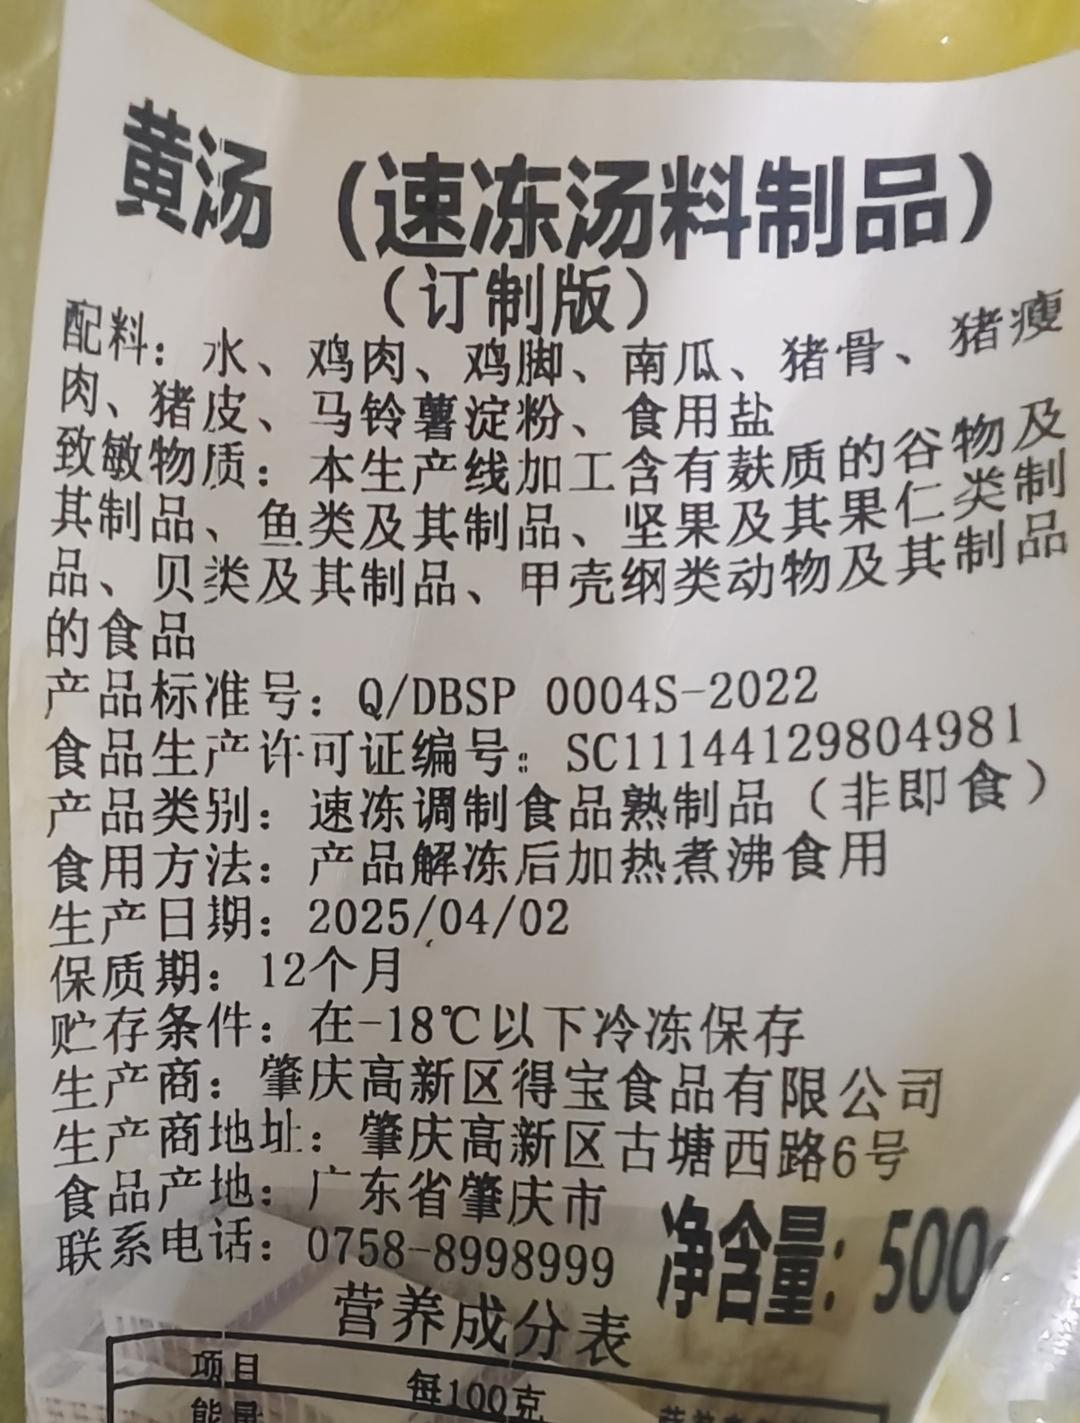 黄汤（速冻汤料制品）
（订制版）
配料：水、鸡肉、鸡脚、南瓜、猪骨、猪瘦
肉、猪皮、马铃薯淀粉、食用盐
致敏物质：本生产线加工含有麸质的谷物及
其制品、鱼类及其制品、坚果及其果仁类制
品、贝类及其制品、甲壳纲类动物及其制品
的食品
产品标准号：Q/DBSP 0004S-2022
食品生产许可证编号：SC11144129804981
产品类别：速冻调制食品熟制品（非即食）
食用方法：产品解冻后加热煮沸食用
生产日期：2025/04/02
保质期：12个月
贮存条件：在-18℃以下冷冻保存
生产商：肇庆高新区得宝食品有限公司
生产商地址：肇庆高新区古塘西路6号
食品产地：广东省肇庆市
联系电话：0758-8998999
净含量：500
营养成分表
项目 每100克
能量